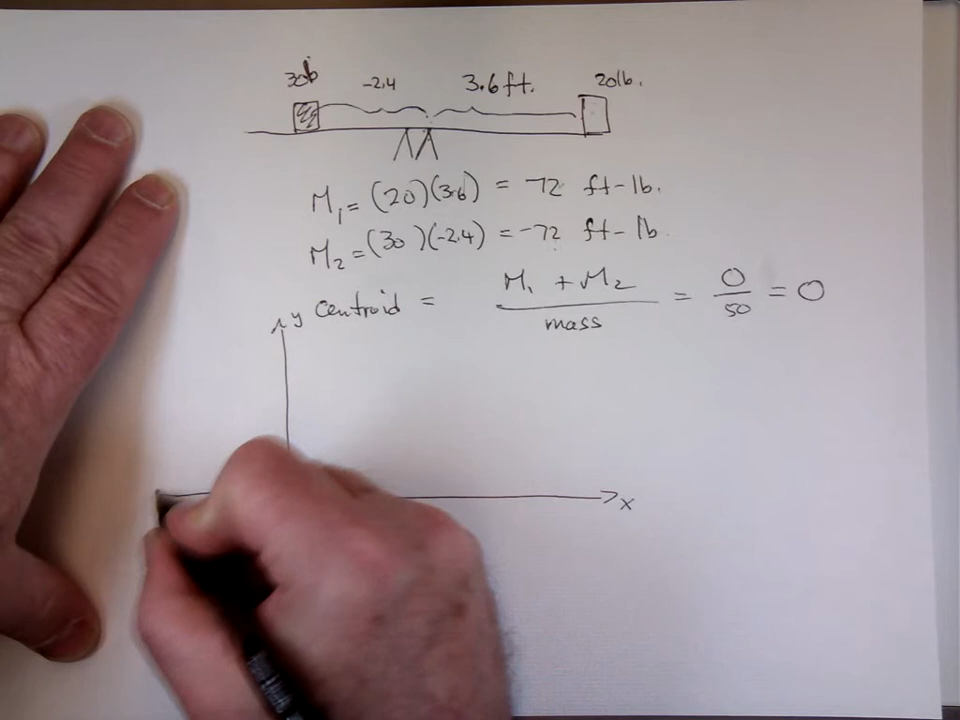 30lb -2.4 3.6 ft. 20lb.
M1 = (20)(3.6) = 72 ft-lb.
M2 = (30)(-2.4) = -72 ft-lb
centroid = M1 + M2 / mass = 0 / 50 = 0
y
x